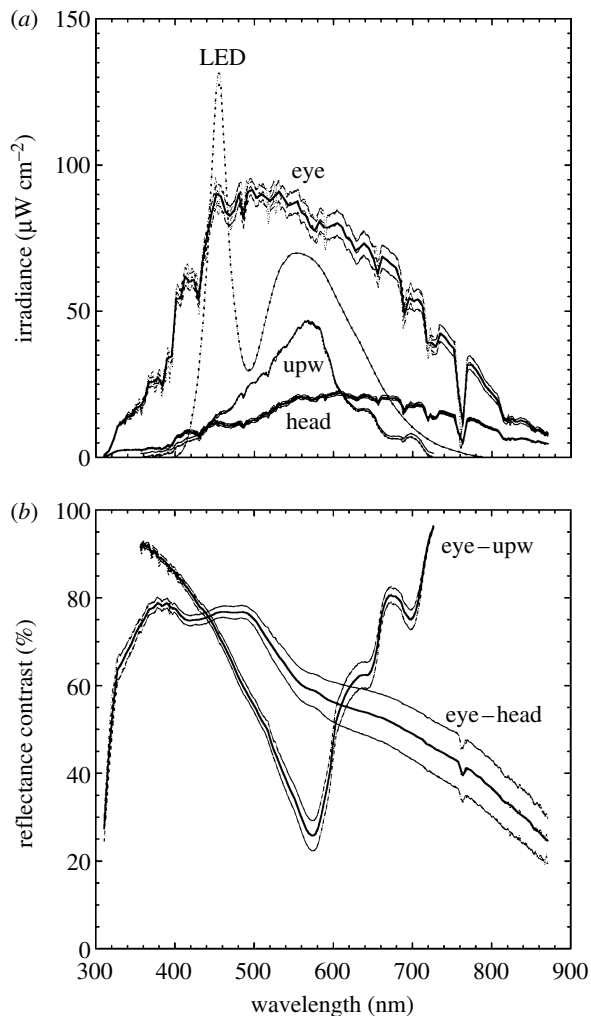 (a)
150
LED
100
eye
irradiance (μW cm−2)
50
upw
head
0
(b)
100
eye–upw
80
reflectance contrast (%)
60
eye–head
40
20
0
300 400 500 600 700 800 900
wavelength (nm)